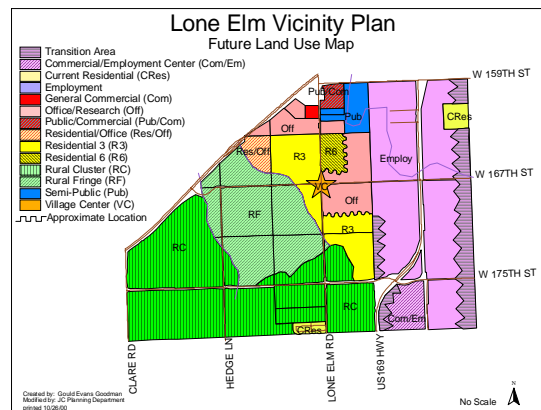 Lone Elm Vicinity Plan
Future Land Use Map
Transition Area
Commercial/Employment Center (Com/Em)
Current Residential (CRes)
Employment
General Commercial (Com)
Office/Research (Off)
Public/Commercial (Pub/Com)
Residential/Office (Res/Off)
Residential 3 (R3)
Residential 6 (R6)
Rural Cluster (RC)
Rural Fringe (RF)
Semi-Public (Pub)
Village Center (VC)
Approximate Location
W 159TH ST
Pub/Com
Pub
CRes
Off
Res/Off
R3
R6
Employ
W 167TH ST
VC
Off
RF
R3
RC
W 175TH ST
RC
Com/Em
CRes
CLARE RD
HEDGE LN
LONE ELM RD
US169 HWY
Created by: Gould Evans Goodman
Modified by: JC Planning Department
printed 10/26/00
No Scale
N